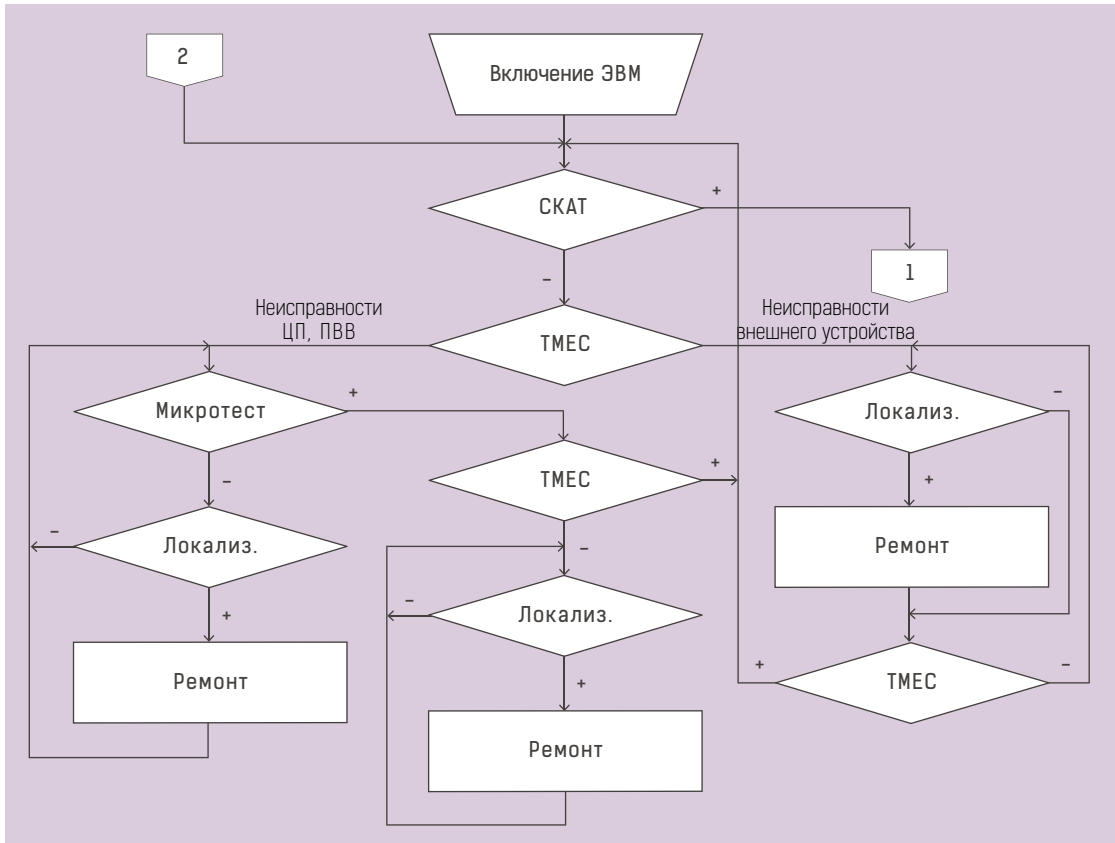 2
Включение ЭВМ
СКАТ
+
1
–
Неисправности
ЦП, ПВВ
ТМЕС
Неисправности
внешнего устройства
Микротест
+
Локализ.
–
ТМЕС
+
–
+
Локализ.
–
Ремонт
–
+
Локализ.
–
Ремонт
+
ТМЕС
+
–
Ремонт